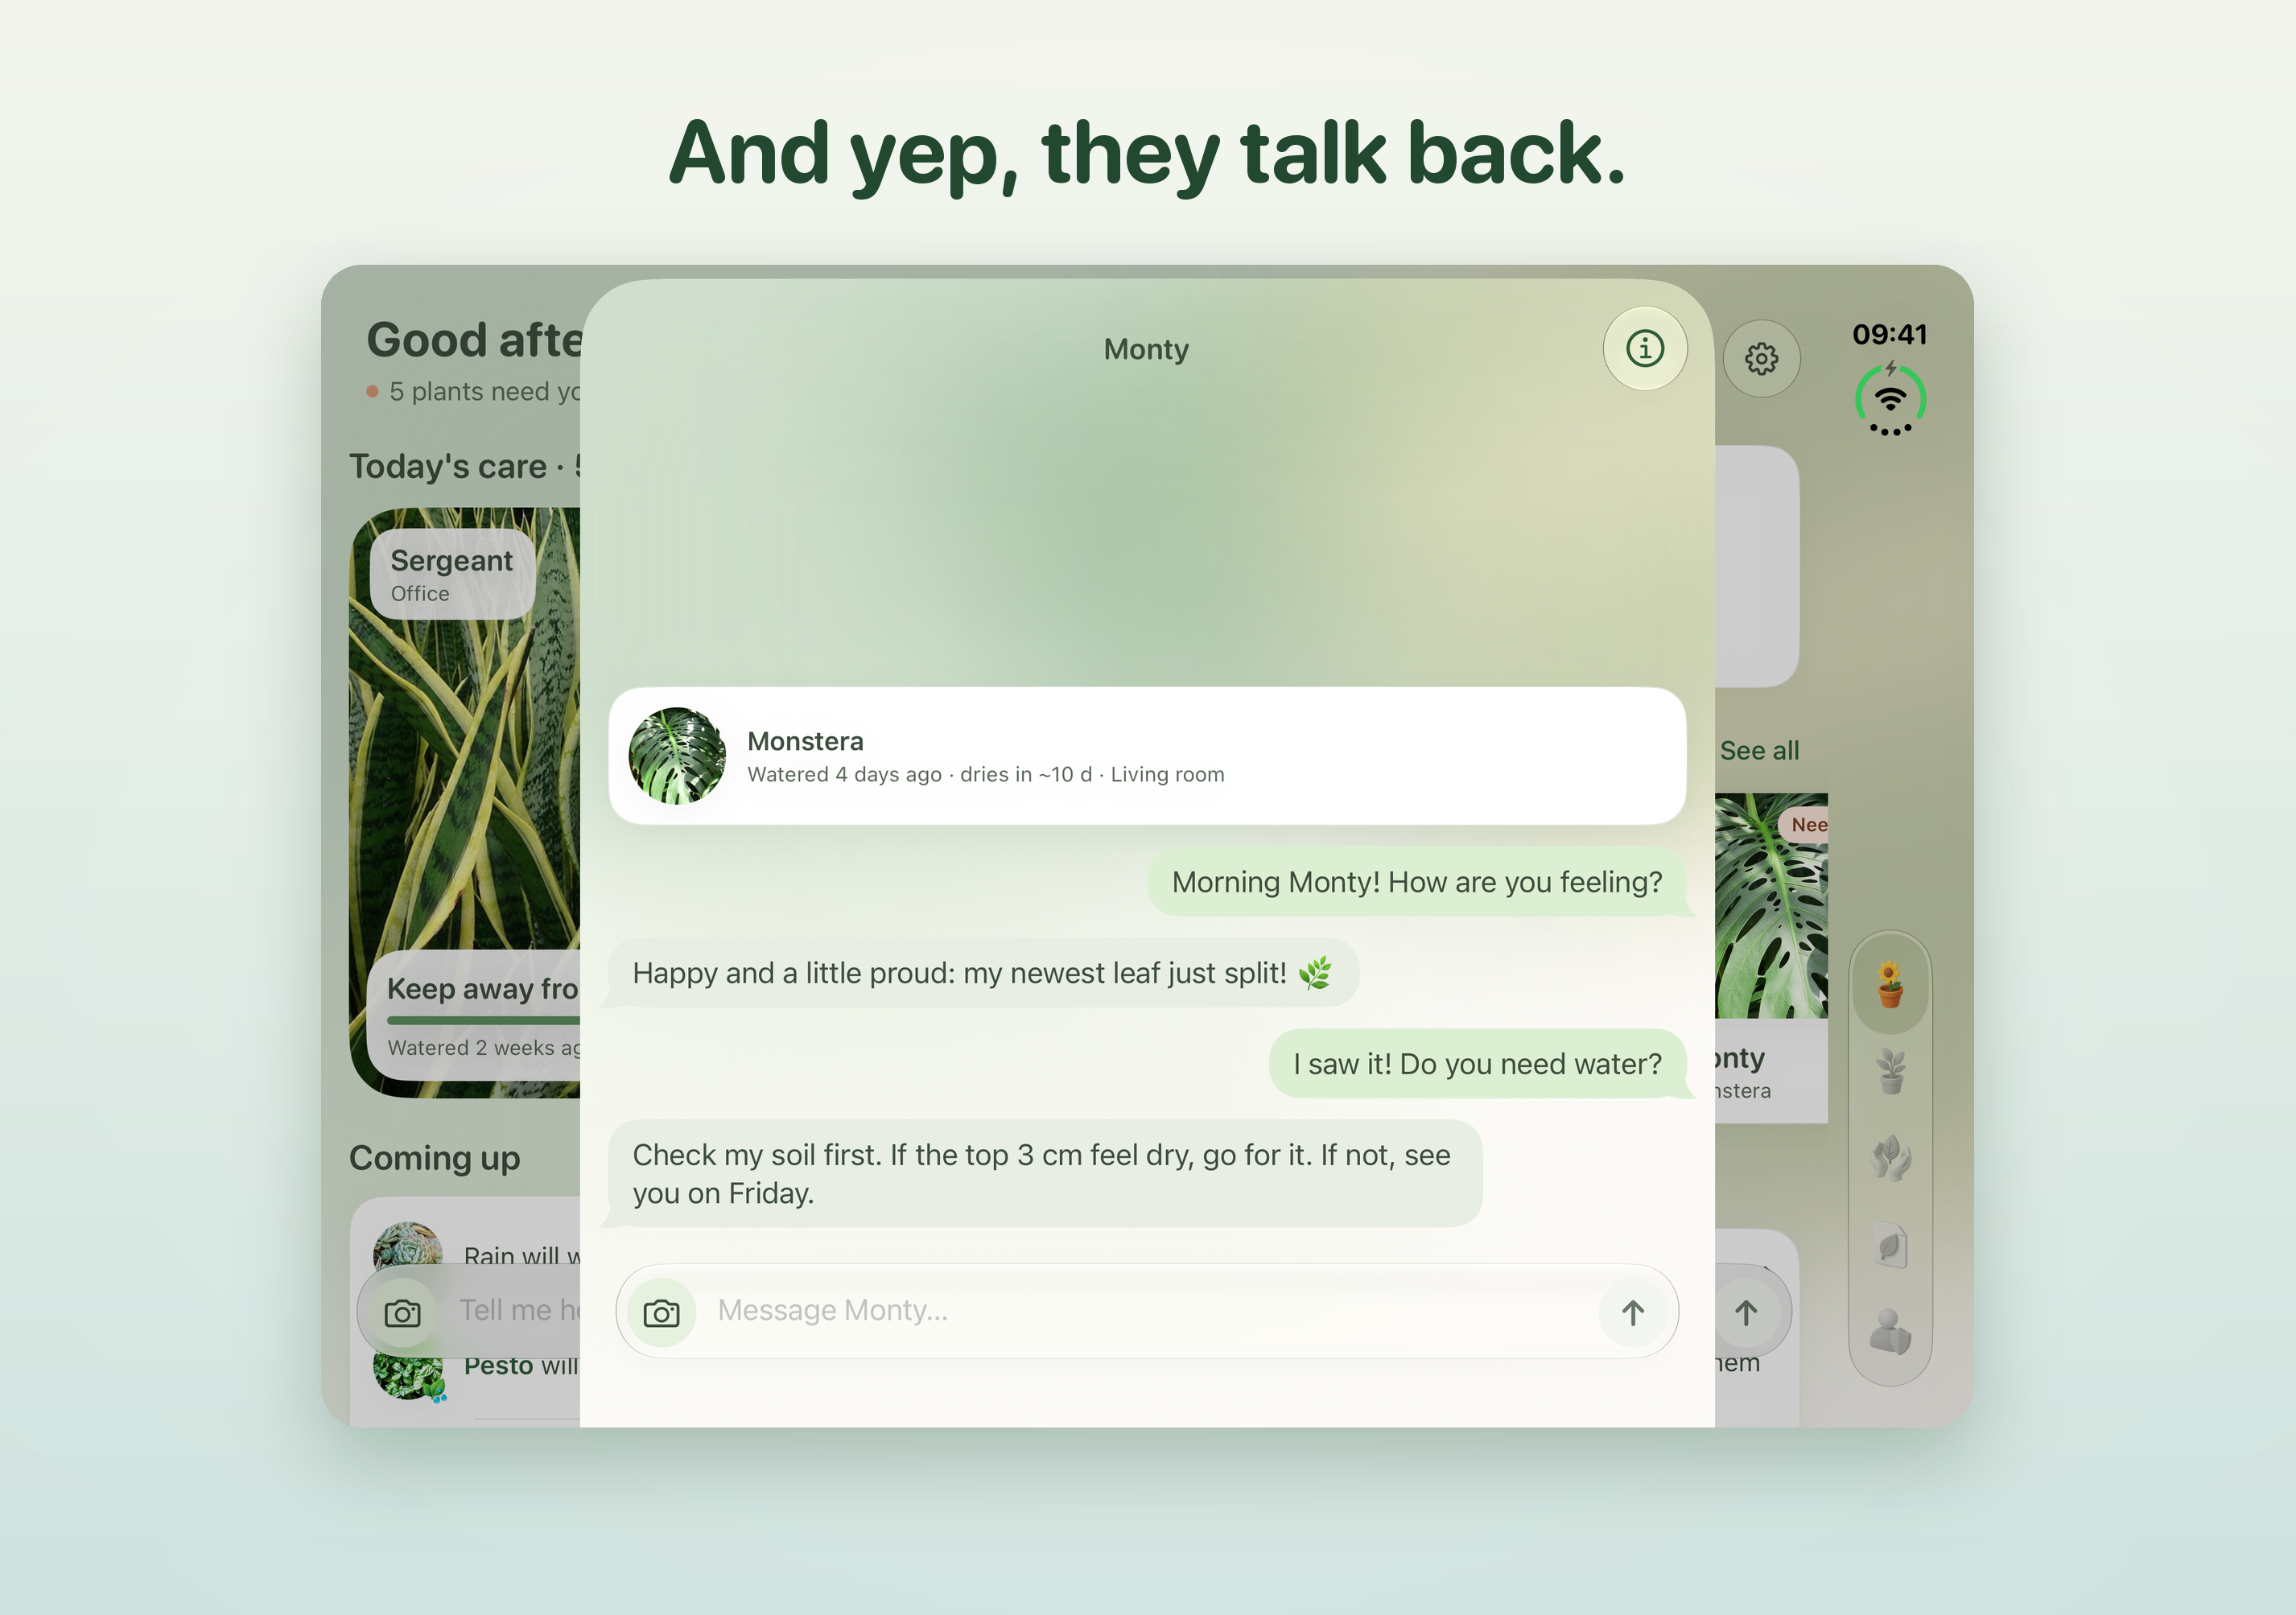 And yep, they talk back.
Good afte
5 plants need yo
Today's care ·
Sergeant
Office
Keep away fro
Watered 2 weeks ag
Coming up
Rain will w
Tell me ho
Pesto will
Monty
Monstera
Watered 4 days ago · dries in ~10 d · Living room
Morning Monty! How are you feeling?
Happy and a little proud: my newest leaf just split! 🌿
I saw it! Do you need water?
Check my soil first. If the top 3 cm feel dry, go for it. If not, see
you on Friday.
Message Monty...
09:41
See all
Nee
onty
nstera
hem